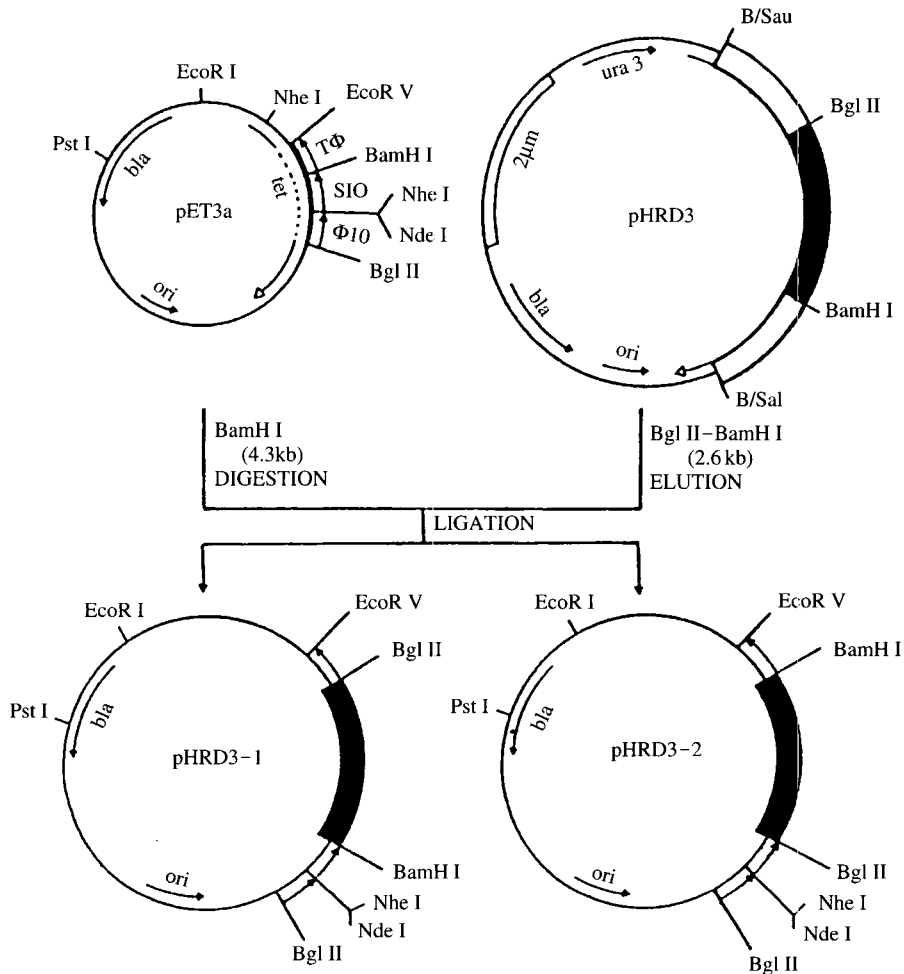 B/Sau
EcoR I
ura 3
Nhe I
EcoR V
Bgl II
Pst I
TΦ
bla
BamH I
2μm
tet
SIO
Nhe I
pET3a
pHRD3
Φ10
Nde I
Bgl II
ori
bla
BamH I
ori
B/Sal
BamH I
(4.3kb)
DIGESTION
Bgl II–BamH I
(2.6 kb)
ELUTION
LIGATION
EcoR I
EcoR V
Bgl II
Pst I
bla
pHRD3-1
BamH I
ori
Nhe I
Nde I
Bgl II
EcoR I
EcoR V
BamH I
Pst I
bla
pHRD3-2
Bgl II
ori
Nhe I
Nde I
Bgl II